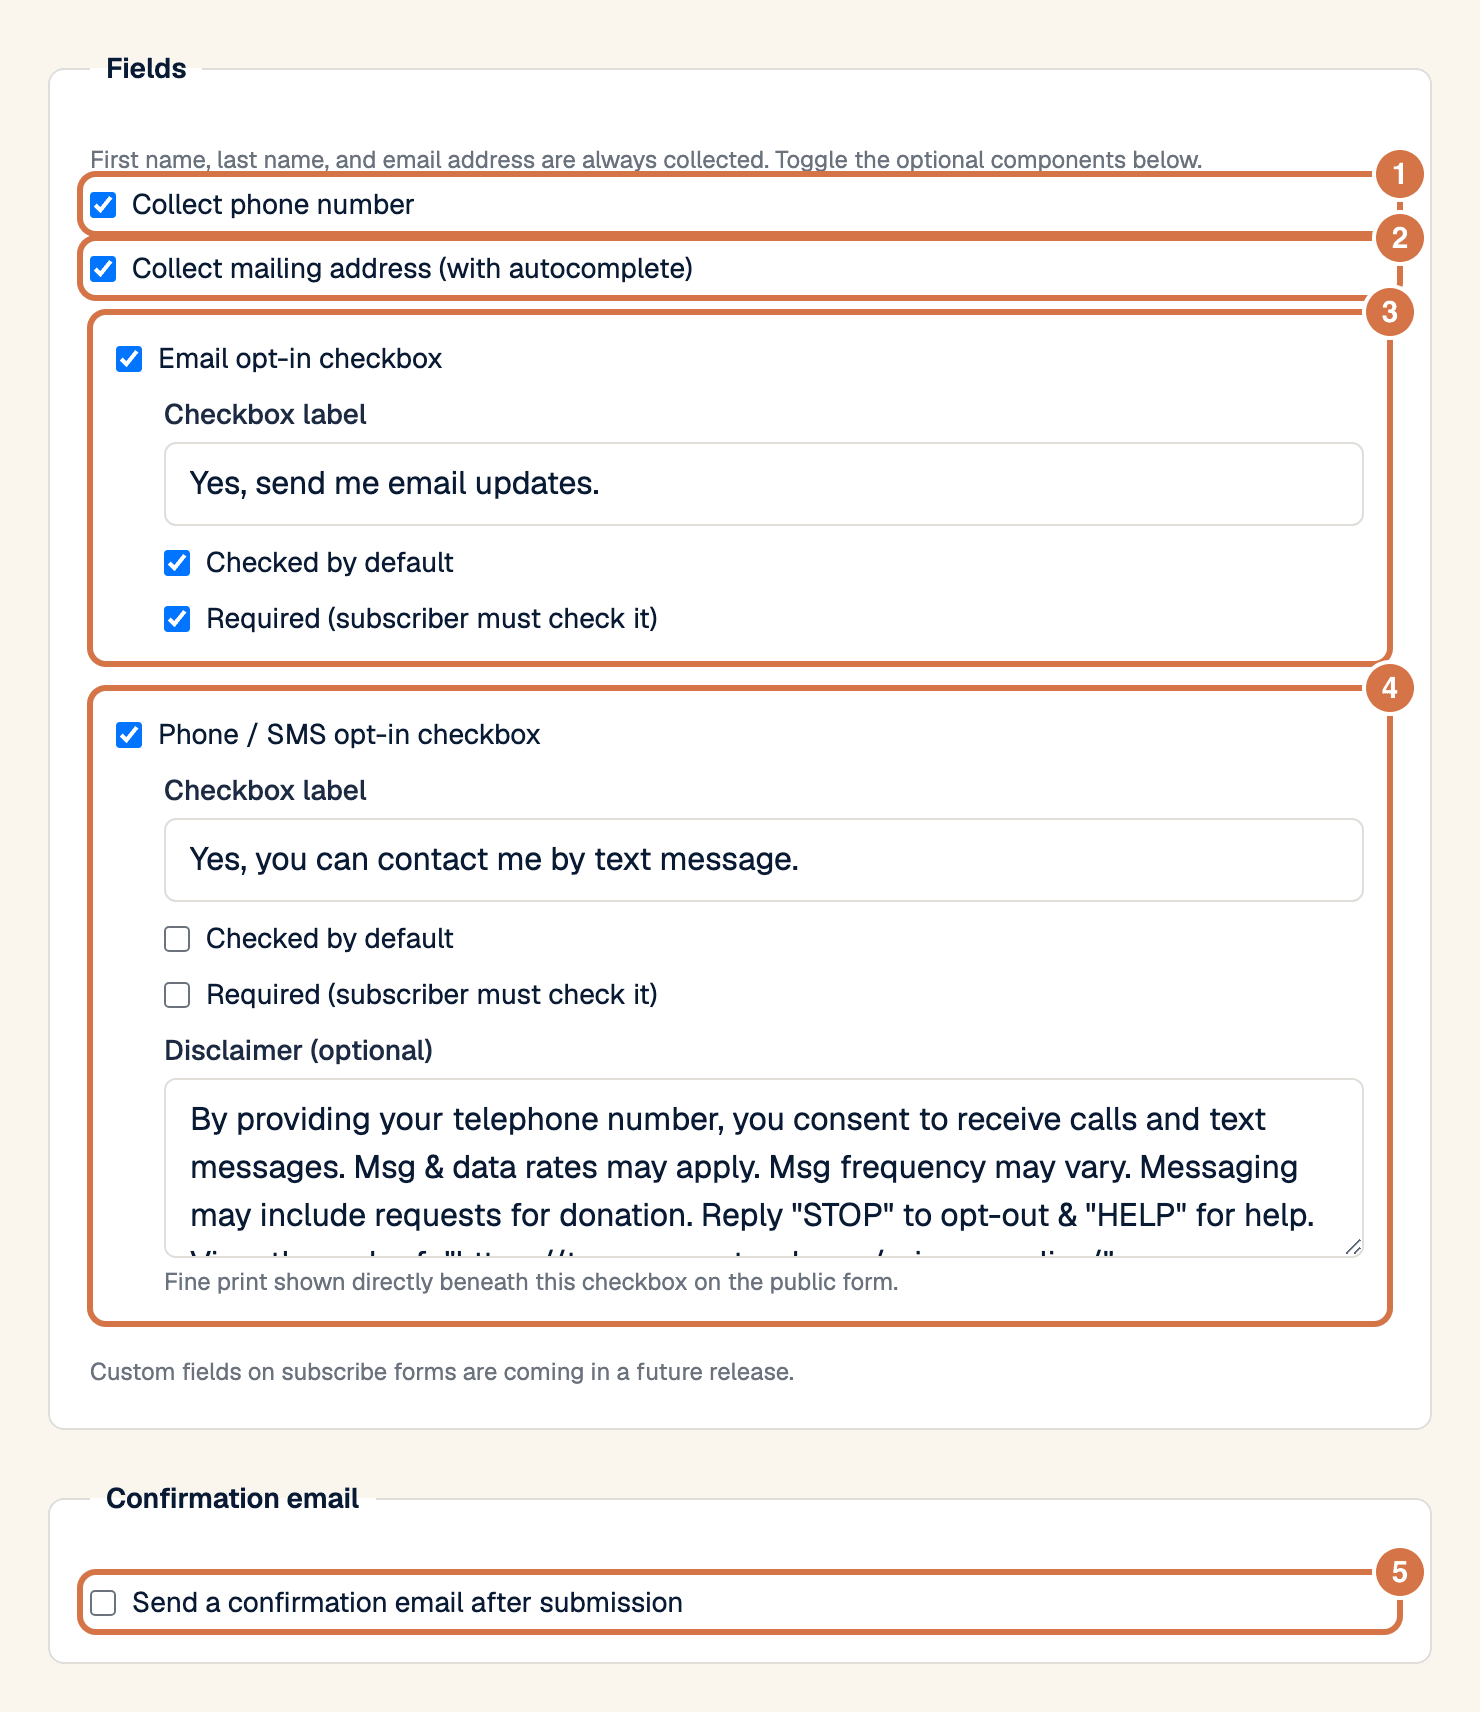 Fields
First name, last name, and email address are always collected. Toggle the optional components below.
1
Collect phone number
2
Collect mailing address (with autocomplete)
3
Email opt-in checkbox
Checkbox label
Yes, send me email updates.
Checked by default
Required (subscriber must check it)
4
Phone / SMS opt-in checkbox
Checkbox label
Yes, you can contact me by text message.
Checked by default
Required (subscriber must check it)
Disclaimer (optional)
By providing your telephone number, you consent to receive calls and text
messages. Msg & data rates may apply. Msg frequency may vary. Messaging
may include requests for donation. Reply "STOP" to opt-out & "HELP" for help.
Fine print shown directly beneath this checkbox on the public form.
Custom fields on subscribe forms are coming in a future release.
Confirmation email
5
Send a confirmation email after submission